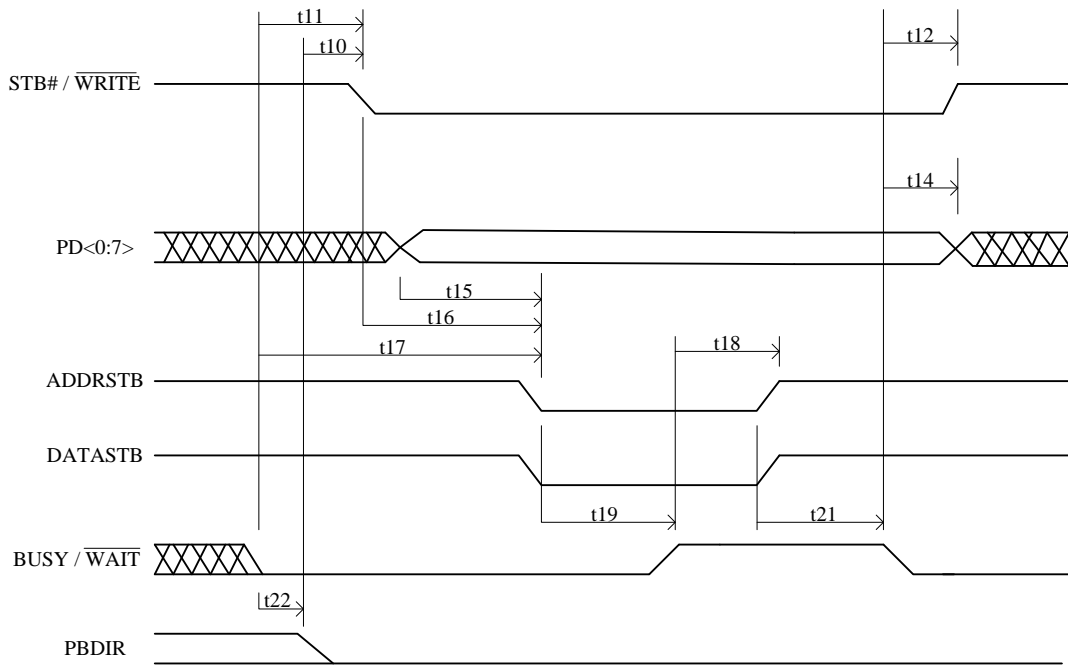 t11
t12
t10
STB# / WRITE
t14
PD<0:7>
t15
t16
t17
t18
ADDRSTB
DATASTB
t19
t21
BUSY / WAIT
t22
PBDIR